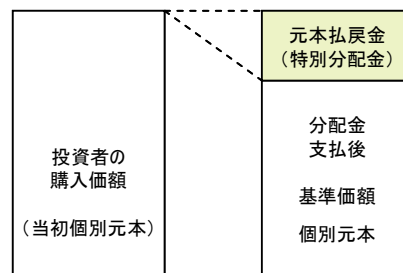 投資者の
購入価額
（当初個別元本）
元本払戻金
（特別分配金）
分配金
支払後
基準価額
個別元本